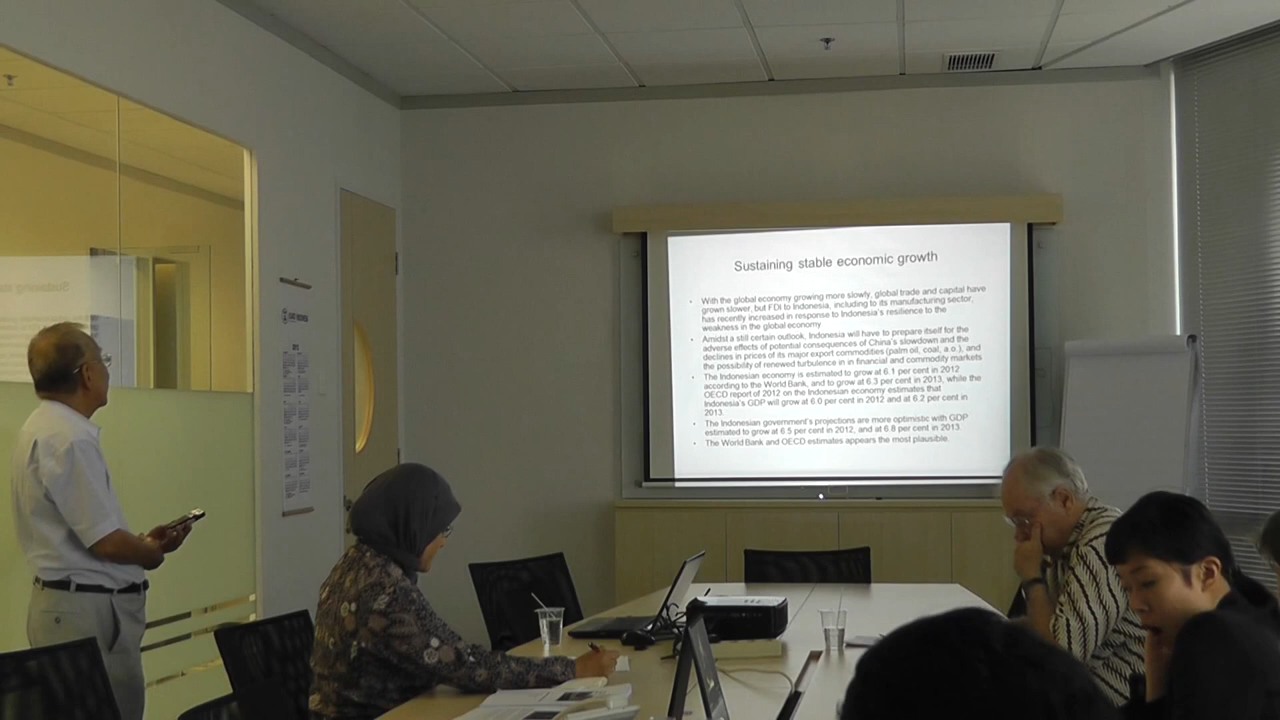 Sustaining stable economic growth
• With the global economy growing more slowly, global trade and capital have
grown slower, but FDI to Indonesia, including to its manufacturing sector,
has recently increased in response to Indonesia's resilience to the
weakness in the global economy
• Amidst a still certain outlook, Indonesia will have to prepare itself for the
adverse effects of potential consequences of China's slowdown and the
declines in prices of its major export commodities (palm oil, coal, a.o.), and
the possibility of renewed turbulence in in financial and commodity markets
• The Indonesian economy is estimated to grow at 6.1 per cent in 2012
according to the World Bank, and to grow at 6.3 per cent in 2013, while the
OECD report of 2012 on the Indonesian economy estimates that
Indonesia's GDP will grow at 6.0 per cent in 2012 and at 6.2 per cent in
2013.
• The Indonesian government's projections are more optimistic with GDP
estimated to grow at 6.5 per cent in 2012, and at 6.8 per cent in 2013.
• The World Bank and OECD estimates appears the most plausible.